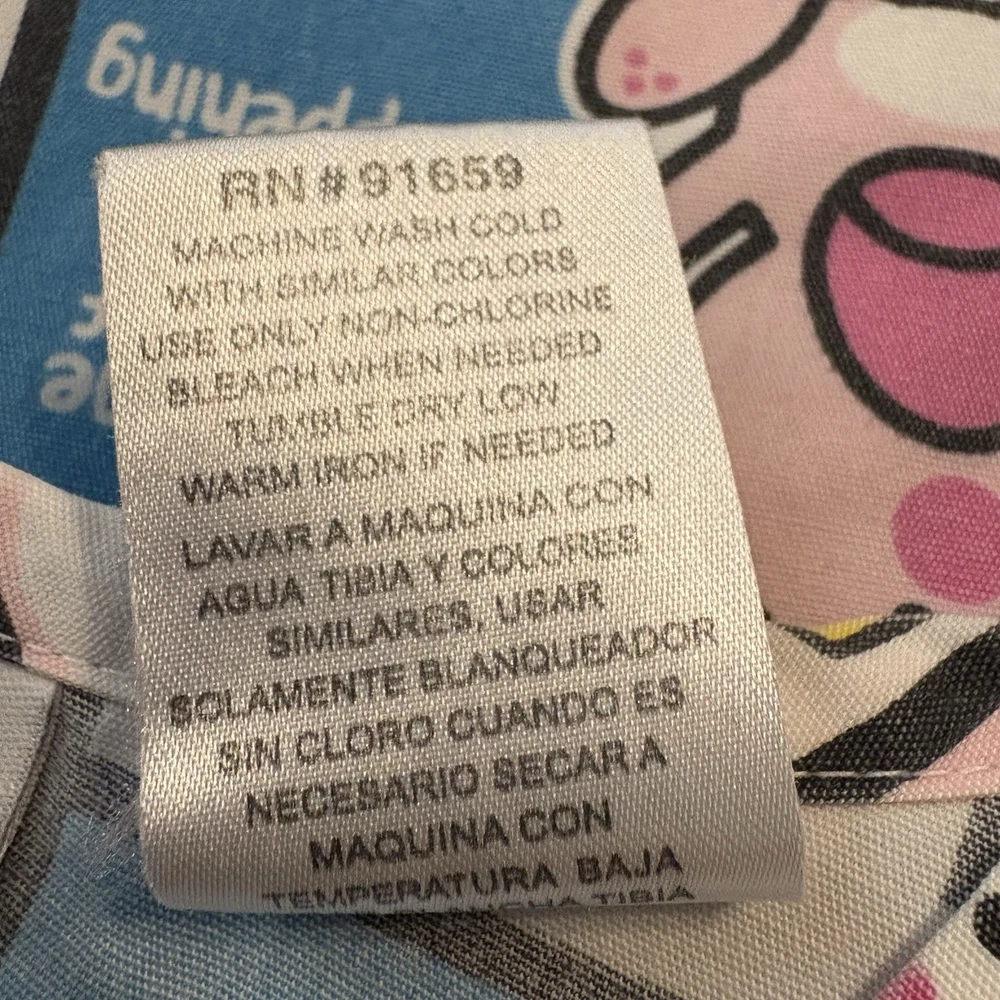 ppening
RN#91659
MACHINE WASH COLD
WITH SIMILAR COLORS
USE ONLY NON-CHLORINE
BLEACH WHEN NEEDED
TUMBLE DRY LOW
WARM IRON IF NEEDED
LAVAR A MAQUINA CON
AGUA TIBIA Y COLORES
SIMILARES, USAR
SOLAMENTE BLANQUEADOR
SIN CLORO CUANDO ES
NECESARIO SECAR A
MAQUINA CON
TEMPERATURA BAJA
TIBIA